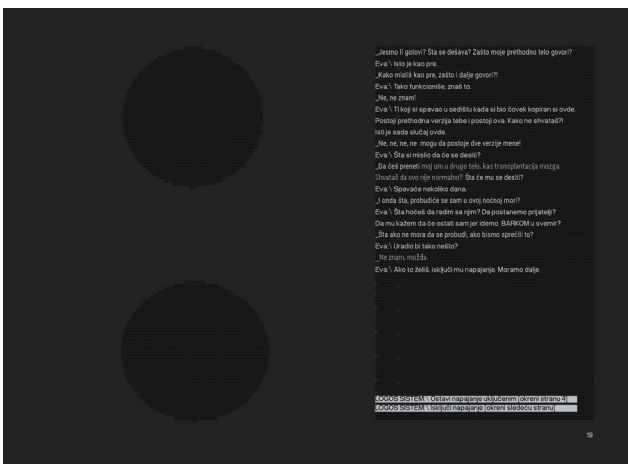 _Jesmo li gotovi? Šta se dešava? Zašto moje prethodno telo govori?
Eva:\ Isto je kao pre.
_Kako misliš kao pre, zašto i dalje govori?!
Eva:\ Tako funkcioniše, znaš to.
_Ne, ne znam!
Eva:\ Ti koji si spavao u sedištu kada si bio čovek kopiran si ovde.
Postoji prethodna verzija tebe i postoji ova. Kako ne shvataš?!
Isti je sada slučaj ovde.
_Ne, ne, ne, ne mogu da postoje dve verzije mene!
Eva:\ Šta si mislio da će se desiti?
_Da ćeš preneti moj um u drugo telo, kao transplantacija mozga.
Shvataš da ovo nije normalno? Šta će mu se desiti?
Eva:\ Spavaće nekoliko dana.
_I onda šta, probudiće se sam u ovoj noćnoj mori?
Eva:\ Šta hoćeš da radim sa njim? Da postanemo prijatelji?
Da mu kažem da će ostati sam jer idemo BARKOM u svemir?
_Šta ako ne mora da se probudi, ako bismo sprečili to?
Eva:\ Uradio bi tako nešto?
_Ne znam, možda.
Eva:\ Ako to želiš, isključi mu napajanje. Moramo dalje.
LOGOS SISTEM:\ Ostavi napajanje uključenim [okreni stranu 4]
LOGOS SISTEM:\ Isključi napajanje [okreni sledeću stranu]
19